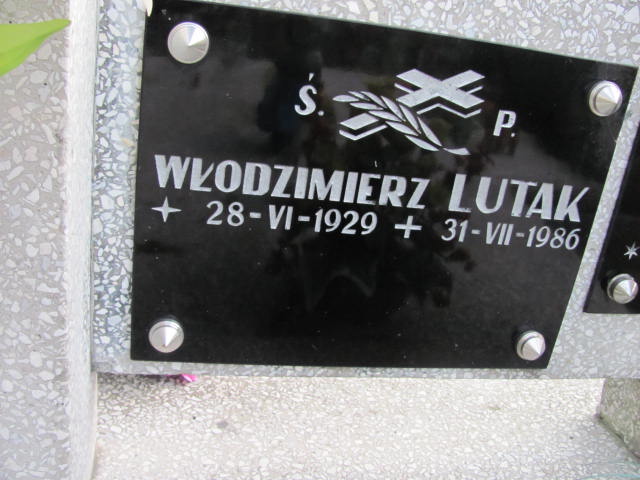 Ś. P.
WŁODZIMIERZ LUTAK
28-VI-1929 + 31-VII-1986